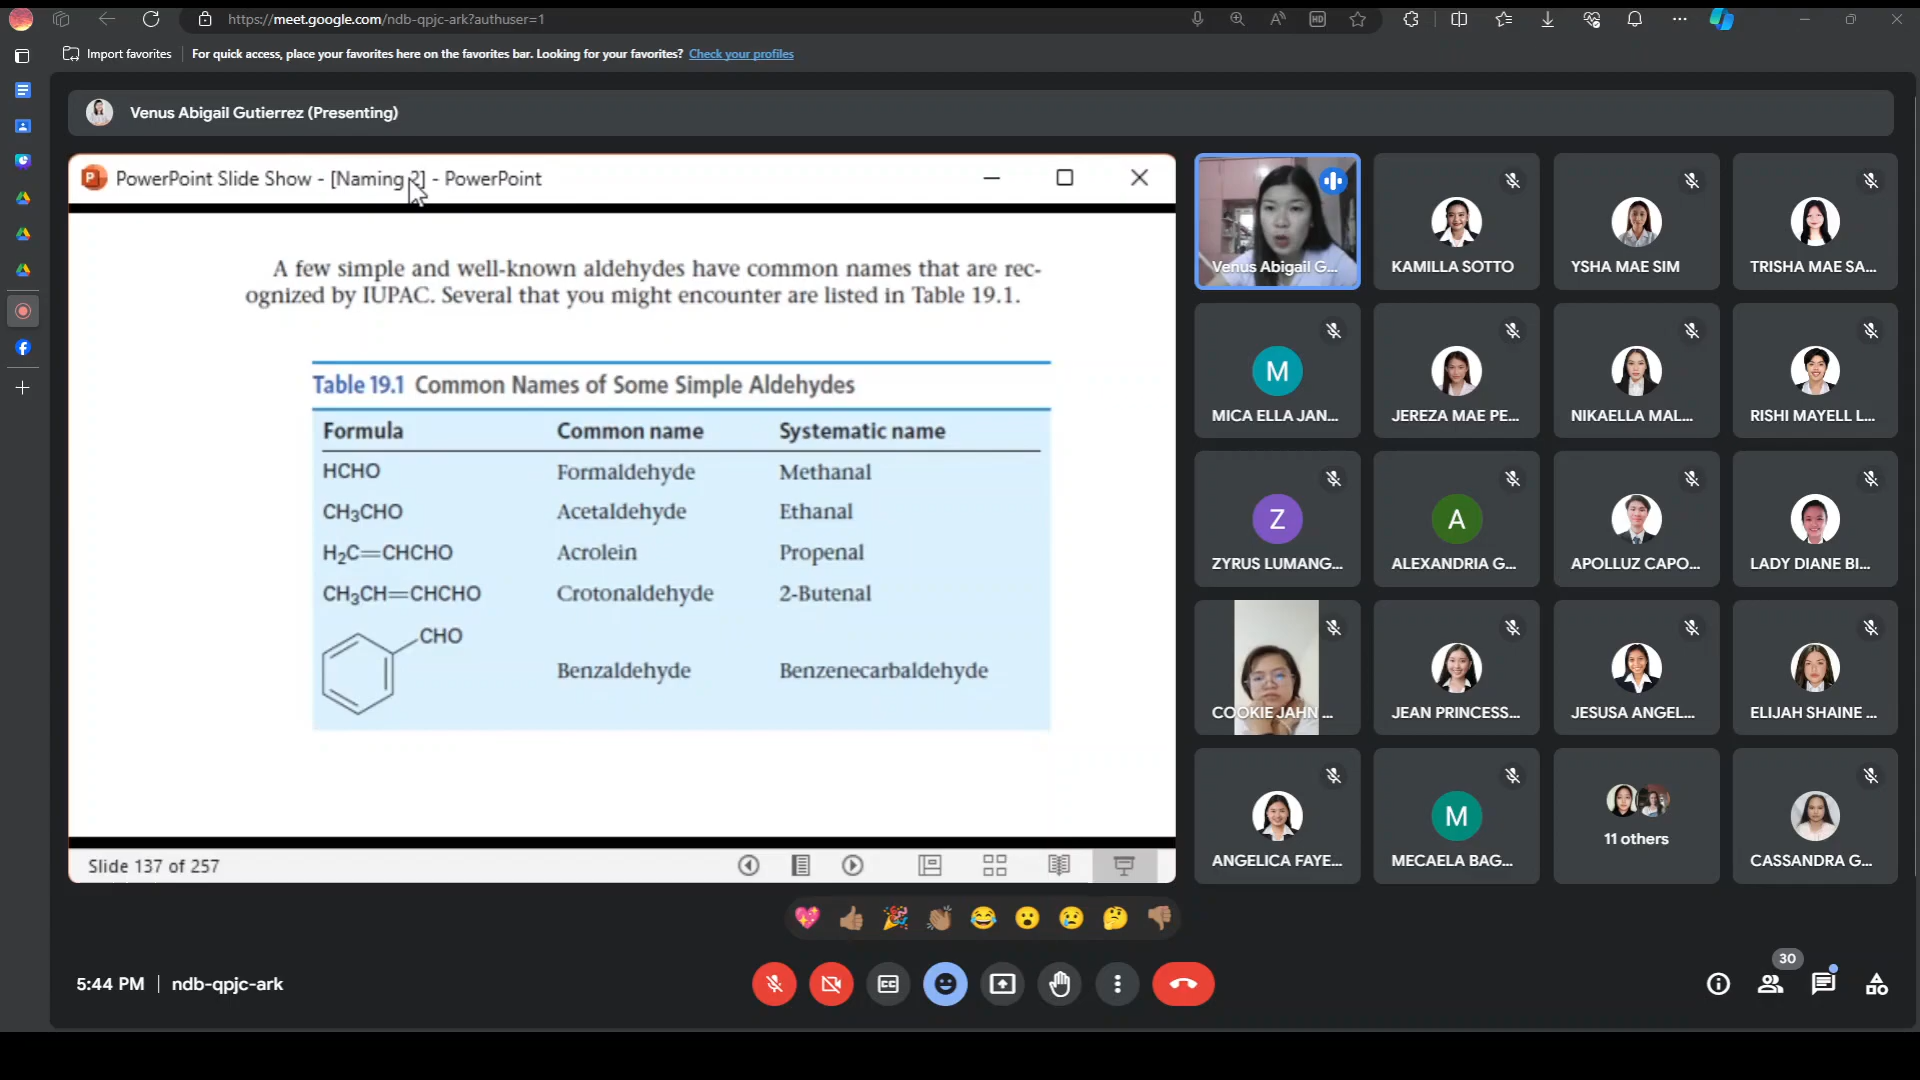 https://meet.google.com/ndb-qpjc-ark?authuser=1
Import favorites
For quick access, place your favorites here on the favorites bar. Looking for your favorites? Check your profiles
Venus Abigail Gutierrez (Presenting)
PowerPoint Slide Show - [Naming 2] - PowerPoint
A few simple and well-known aldehydes have common names that are rec-
ognized by IUPAC. Several that you might encounter are listed in Table 19.1.
Table 19.1 Common Names of Some Simple Aldehydes
Formula Common name Systematic name
HCHO Formaldehyde Methanal
CH₃CHO Acetaldehyde Ethanal
H₂C=CHCHO Acrolein Propenal
CH₃CH=CHCHO Crotonaldehyde 2-Butenal
CHO
Benzaldehyde Benzenecarbaldehyde
Slide 137 of 257
Venus Abigail G...
KAMILLA SOTTO
YSHA MAE SIM
TRISHA MAE SA...
M
MICA ELLA JAN...
JEREZA MAE PE...
NIKAELLA MAL...
RISHI MAYELL L...
Z
ZYRUS LUMANG...
A
ALEXANDRIA G...
APOLLUZ CAPO...
LADY DIANE BI...
COOKIE JAHN ...
JEAN PRINCESS...
JESUSA ANGEL...
ELIJAH SHAINE ...
ANGELICA FAYE...
M
MECAELA BAG...
11 others
CASSANDRA G...
5:44 PM | ndb-qpjc-ark
CC
30